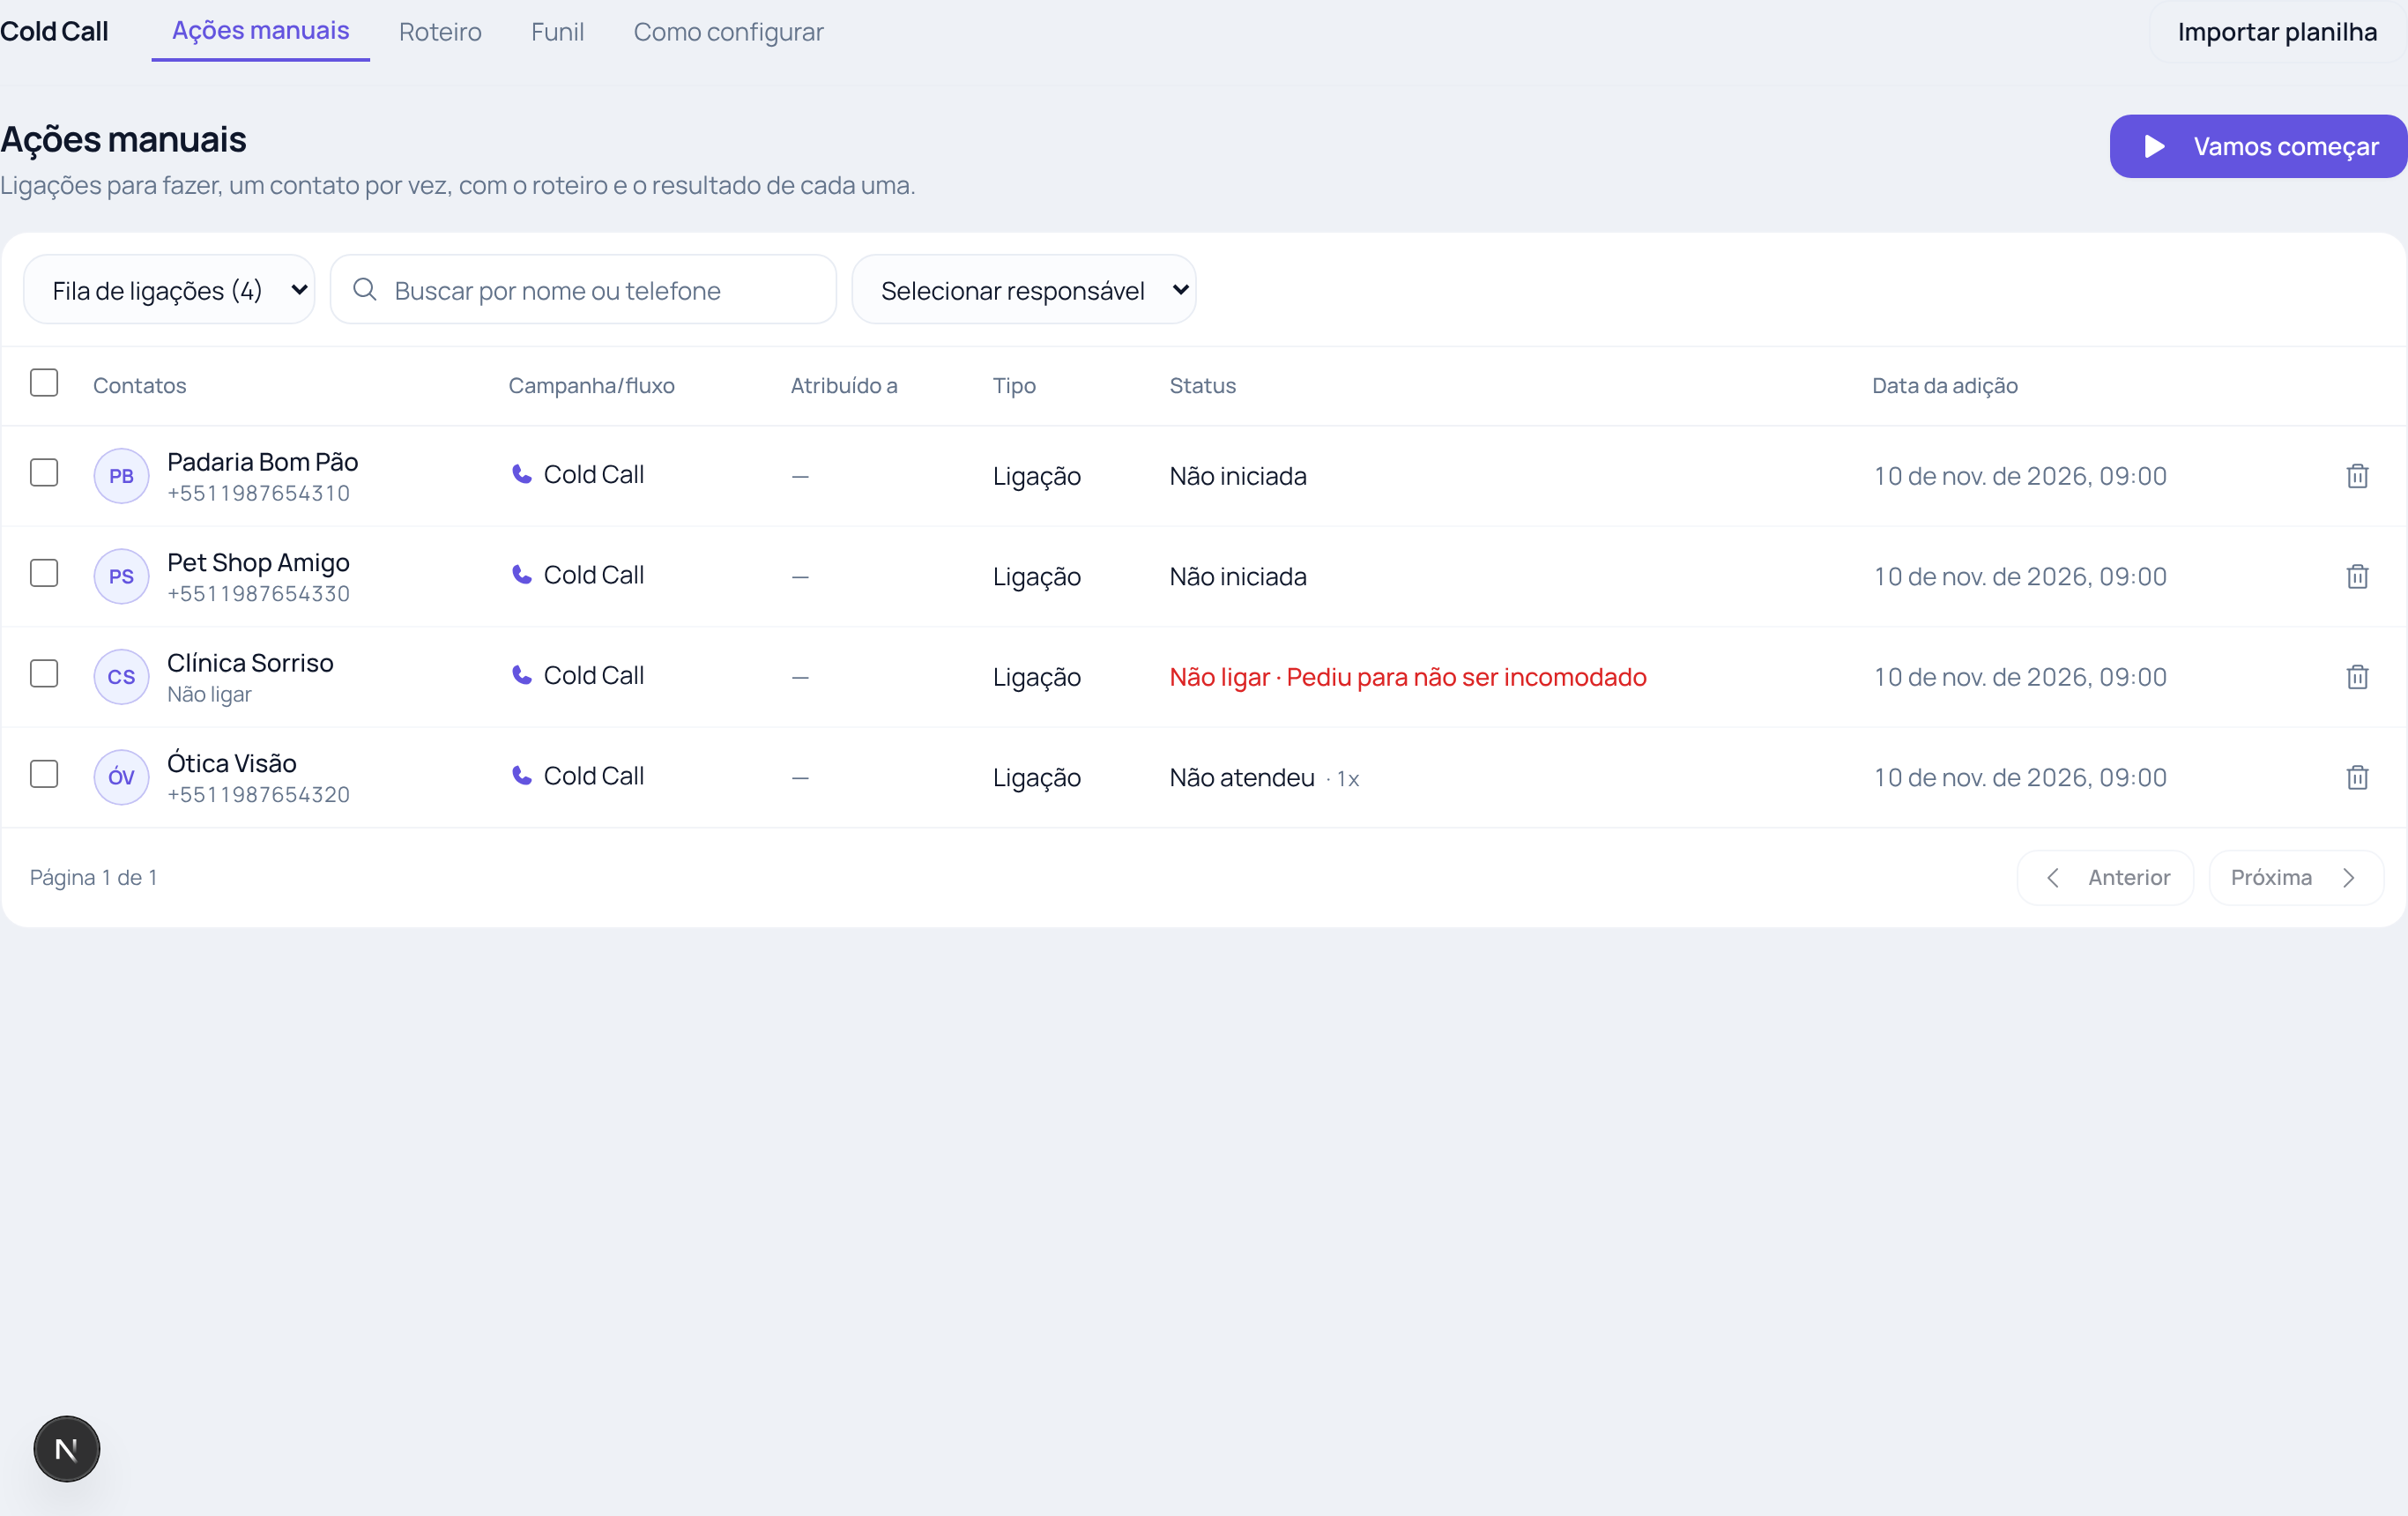 Cold Call
Ações manuais
Roteiro
Funil
Como configurar
Importar planilha
Ações manuais
Ligações para fazer, um contato por vez, com o roteiro e o resultado de cada uma.
Vamos começar
Fila de ligações (4)
Buscar por nome ou telefone
Selecionar responsável
Contatos
Campanha/fluxo
Atribuído a
Tipo
Status
Data da adição
PB
Padaria Bom Pão
+5511987654310
Cold Call
—
Ligação
Não iniciada
10 de nov. de 2026, 09:00
PS
Pet Shop Amigo
+5511987654330
Cold Call
—
Ligação
Não iniciada
10 de nov. de 2026, 09:00
CS
Clínica Sorriso
Não ligar
Cold Call
—
Ligação
Não ligar · Pediu para não ser incomodado
10 de nov. de 2026, 09:00
ÓV
Ótica Visão
+5511987654320
Cold Call
—
Ligação
Não atendeu · 1x
10 de nov. de 2026, 09:00
Página 1 de 1
Anterior
Próxima
N